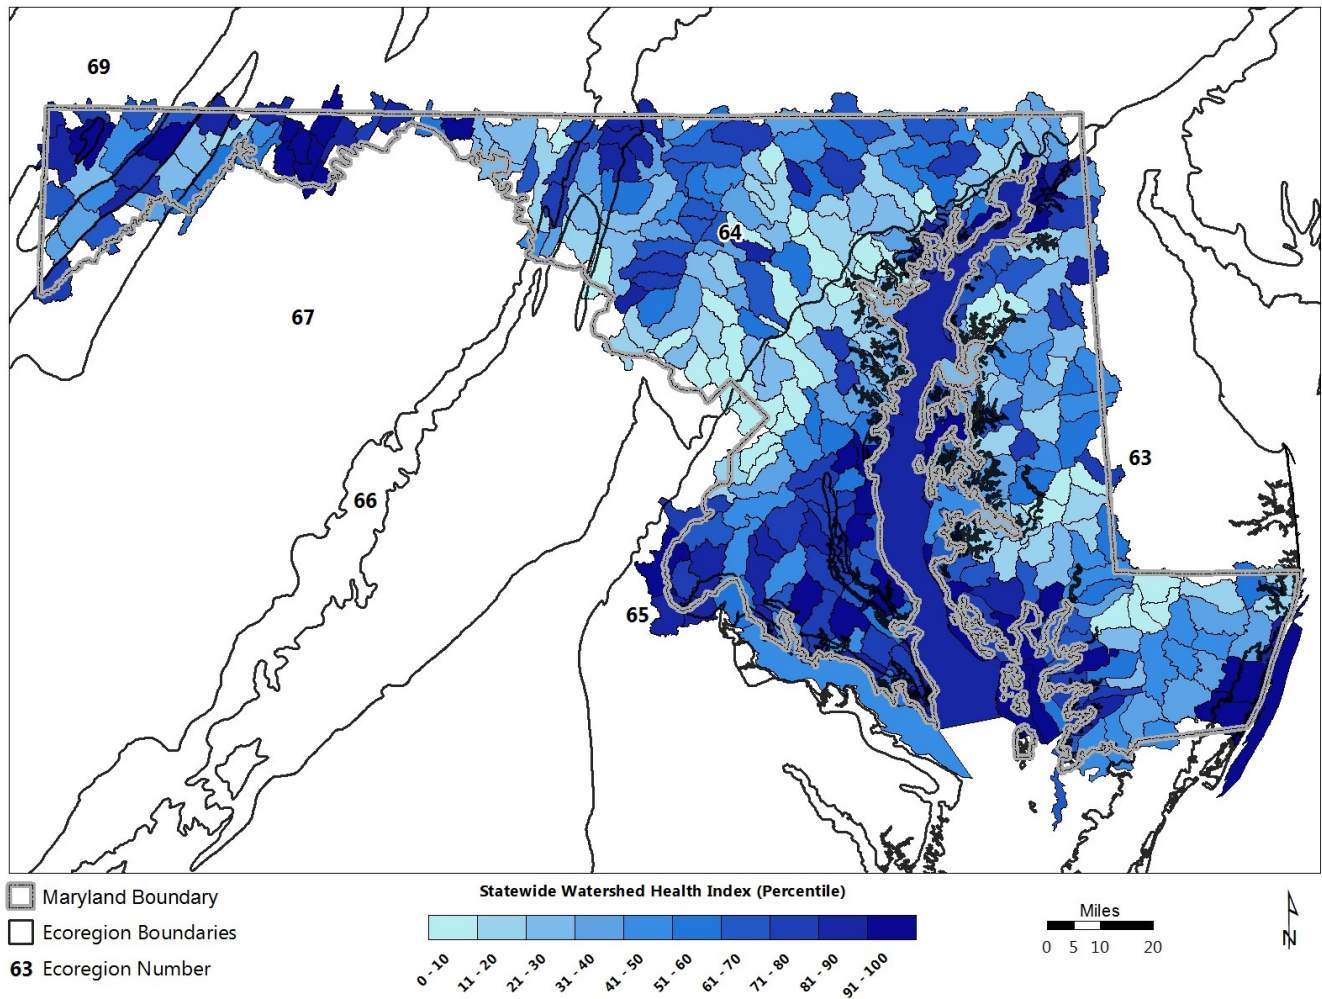 69
64
67
63
66
65
Maryland Boundary
Ecoregion Boundaries
63 Ecoregion Number
Statewide Watershed Health Index (Percentile)
0 - 10
11 - 20
21 - 30
31 - 40
41 - 50
51 - 60
61 - 70
71 - 80
81 - 90
91 - 100
Miles
0 5 10 20
N